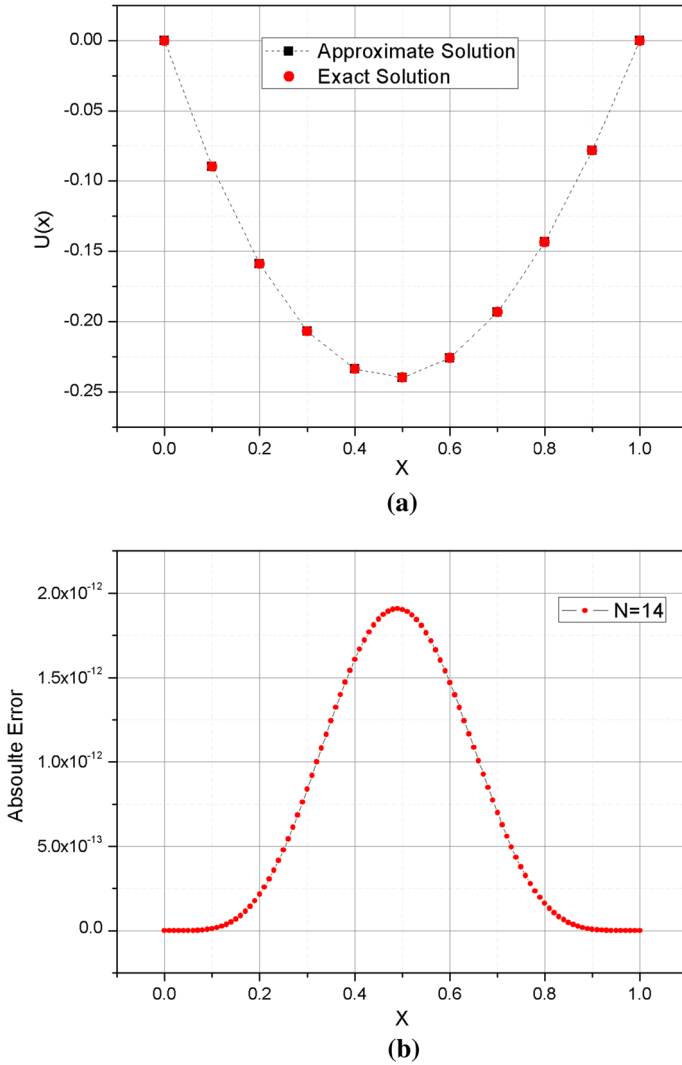 0.00
-0.05
-0.10
-0.15
-0.20
-0.25
U(x)
Approximate Solution
Exact Solution
0.0 0.2 0.4 0.6 0.8 1.0
X
(a)
2.0x10-12
1.5x10-12
1.0x10-12
5.0x10-13
0.0
Absoulte Error
N=14
0.0 0.2 0.4 0.6 0.8 1.0
X
(b)